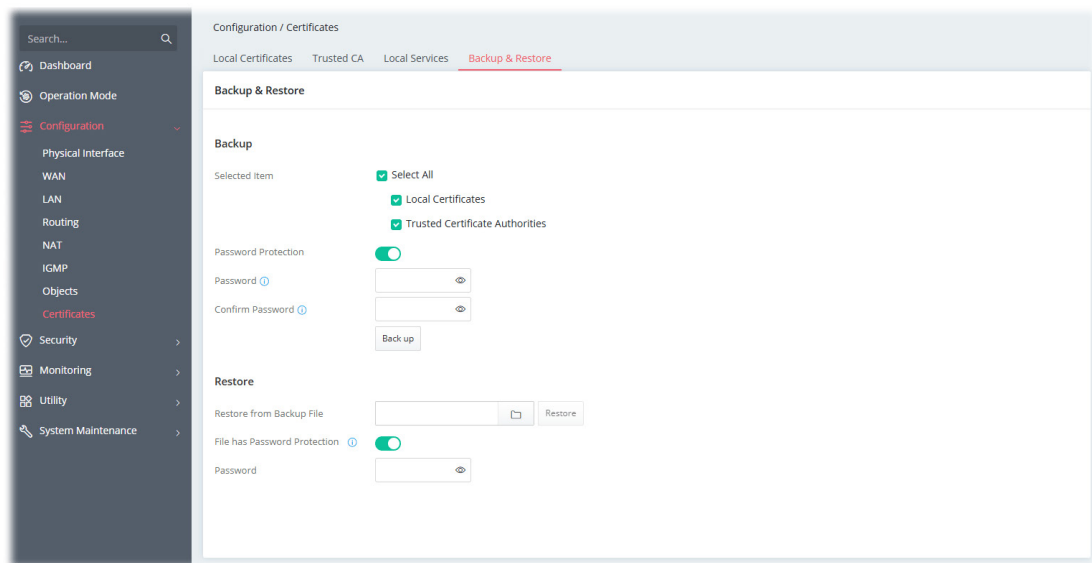 Search...
Dashboard
Operation Mode
Configuration
Physical Interface
WAN
LAN
Routing
NAT
IGMP
Objects
Certificates
Security
Monitoring
Utility
System Maintenance
Configuration / Certificates
Local Certificates Trusted CA Local Services Backup & Restore
Backup & Restore
Backup
Selected Item Select All
Local Certificates
Trusted Certificate Authorities
Password Protection
Password
Confirm Password
Back up
Restore
Restore from Backup File Restore
File has Password Protection
Password